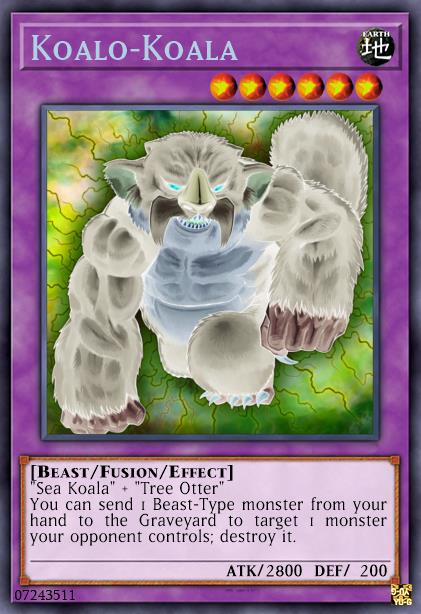 Koalo-Koala
EARTH
地
[Beast/Fusion/Effect]
"Sea Koala" + "Tree Otter"
You can send 1 Beast-Type monster from your
hand to the Graveyard to target 1 monster
your opponent controls; destroy it.
ATK/2800 DEF/ 200
07243511